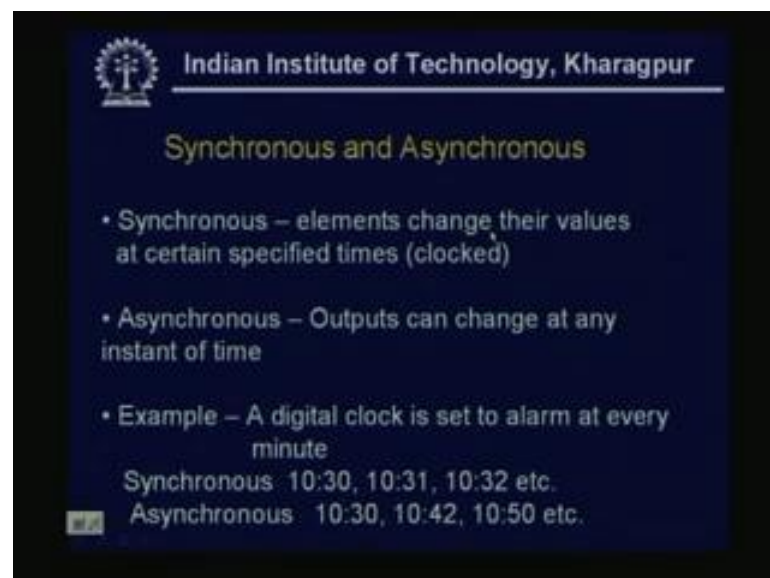 Indian Institute of Technology, Kharagpur
Synchronous and Asynchronous
• Synchronous – elements change their values
at certain specified times (clocked)
• Asynchronous – Outputs can change at any
instant of time
• Example – A digital clock is set to alarm at every
minute
Synchronous 10:30, 10:31, 10:32 etc.
Asynchronous 10:30, 10:42, 10:50 etc.